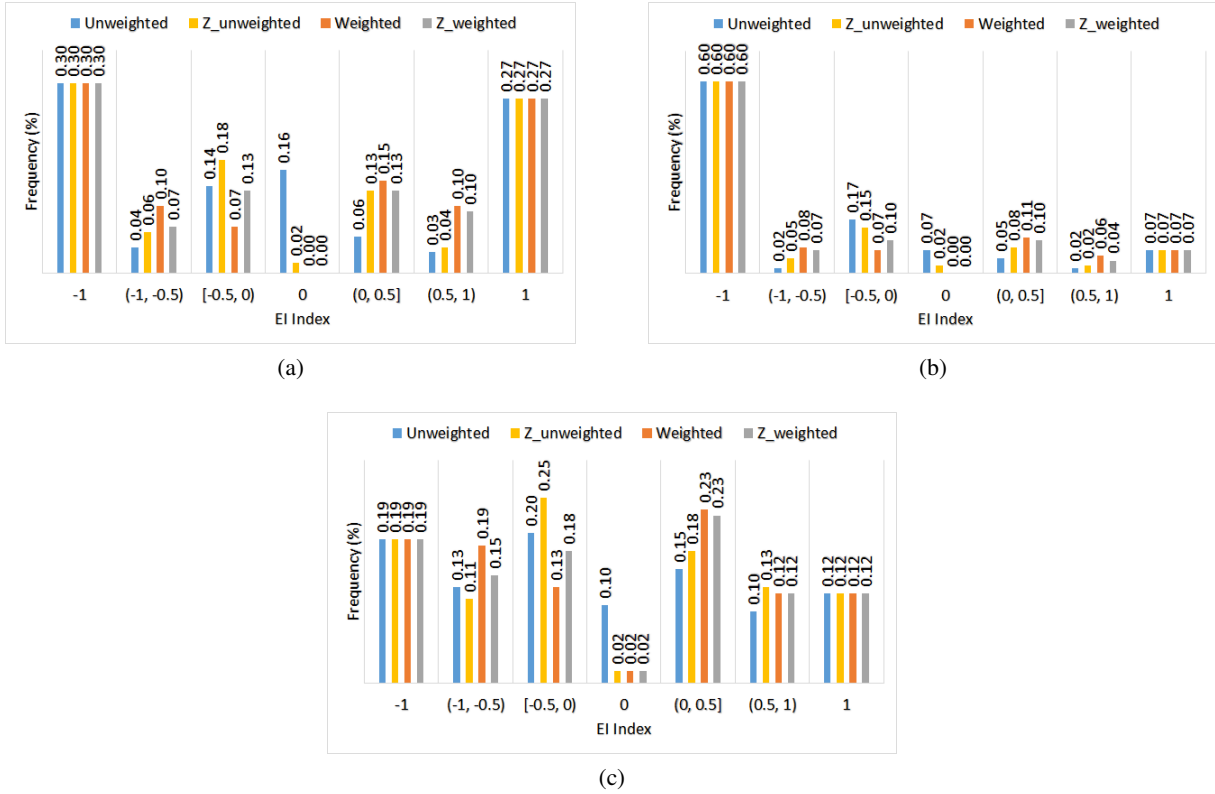 Unweighted Z_unweighted Weighted Z_weighted
Frequency (%)
0.30 0.30 0.30 0.30 0.04 0.06 0.10 0.07 0.14 0.18 0.07 0.13 0.16 0.02 0.00 0.00 0.06 0.13 0.15 0.13 0.03 0.04 0.10 0.10 0.27 0.27 0.27 0.27
-1 (-1, -0.5) [-0.5, 0) 0 (0, 0.5] (0.5, 1) 1
EI Index
(a)
Unweighted Z_unweighted Weighted Z_weighted
Frequency (%)
0.60 0.60 0.60 0.60 0.02 0.05 0.08 0.07 0.17 0.15 0.07 0.10 0.07 0.02 0.00 0.00 0.05 0.08 0.11 0.10 0.02 0.02 0.06 0.04 0.07 0.07 0.07 0.07
-1 (-1, -0.5) [-0.5, 0) 0 (0, 0.5] (0.5, 1) 1
EI Index
(b)
Unweighted Z_unweighted Weighted Z_weighted
Frequency (%)
0.19 0.19 0.19 0.19 0.13 0.11 0.19 0.15 0.20 0.25 0.13 0.18 0.10 0.02 0.02 0.02 0.15 0.18 0.23 0.23 0.10 0.13 0.12 0.12 0.12 0.12 0.12 0.12
-1 (-1, -0.5) [-0.5, 0) 0 (0, 0.5] (0.5, 1) 1
EI Index
(c)